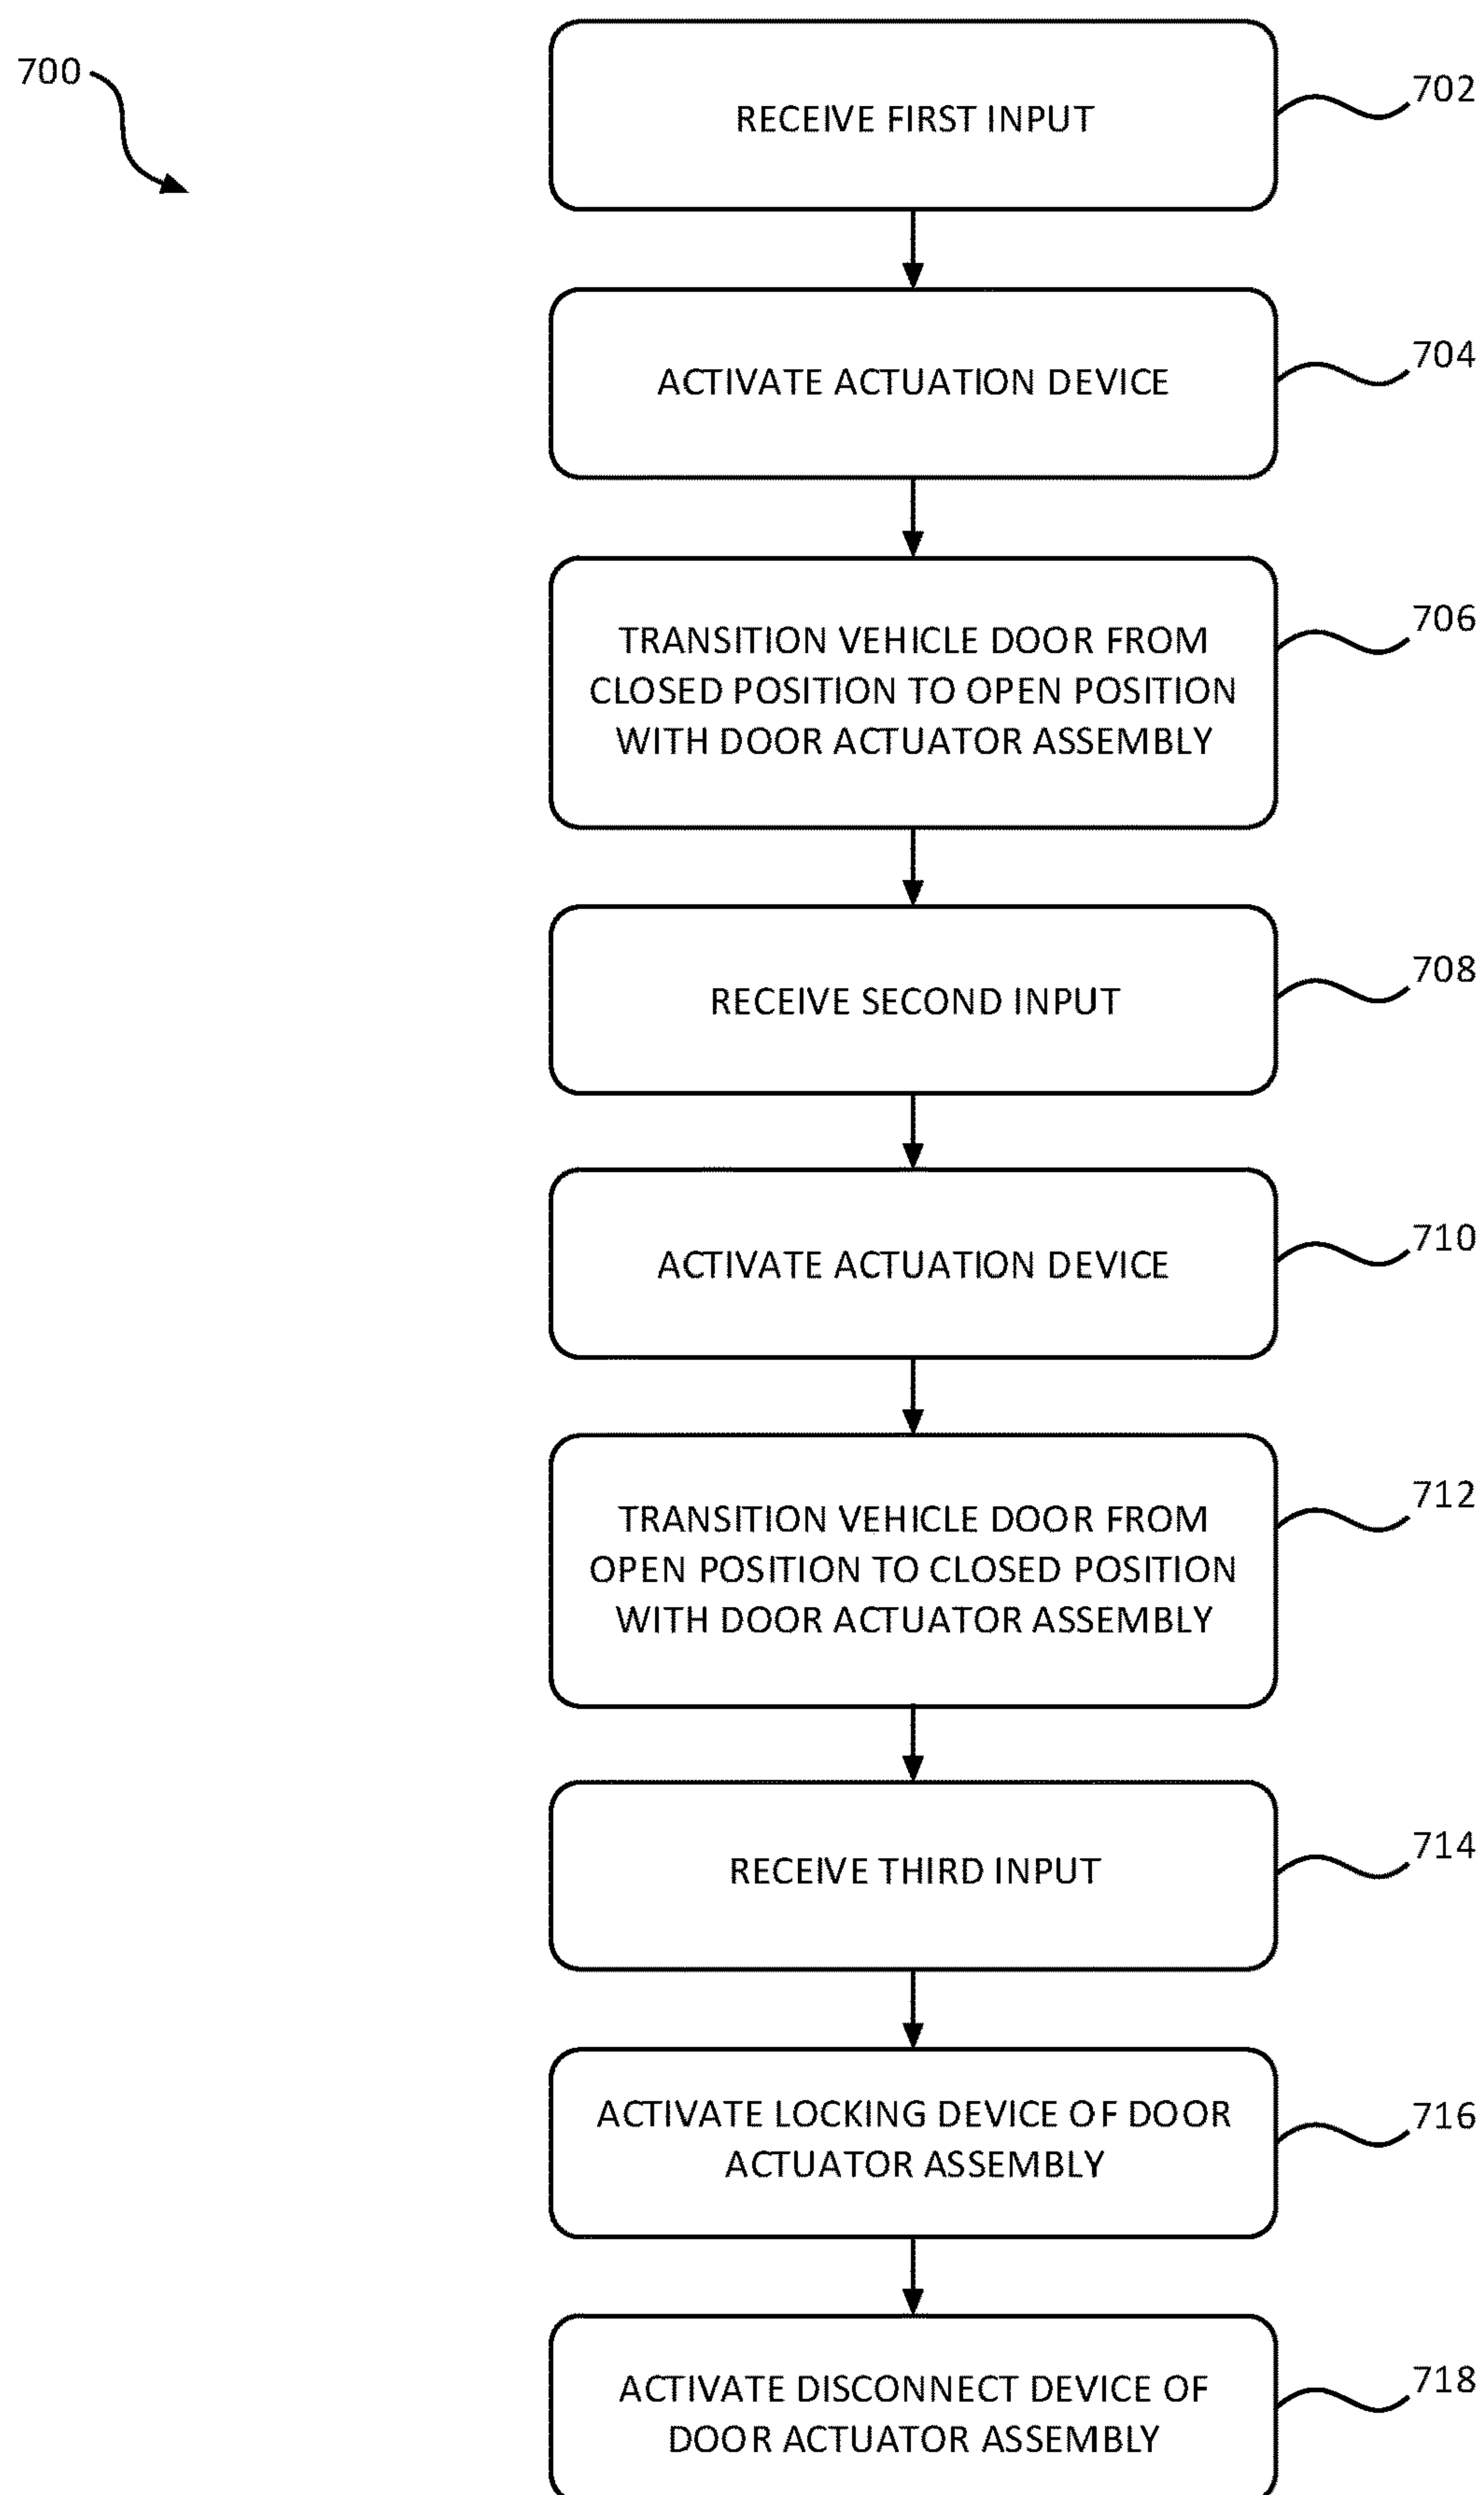 700
RECEIVE FIRST INPUT
702
ACTIVATE ACTUATION DEVICE
704
TRANSITION VEHICLE DOOR FROM
CLOSED POSITION TO OPEN POSITION
WITH DOOR ACTUATOR ASSEMBLY
706
RECEIVE SECOND INPUT
708
ACTIVATE ACTUATION DEVICE
710
TRANSITION VEHICLE DOOR FROM
OPEN POSITION TO CLOSED POSITION
WITH DOOR ACTUATOR ASSEMBLY
712
RECEIVE THIRD INPUT
714
ACTIVATE LOCKING DEVICE OF DOOR
ACTUATOR ASSEMBLY
716
ACTIVATE DISCONNECT DEVICE OF
DOOR ACTUATOR ASSEMBLY
718